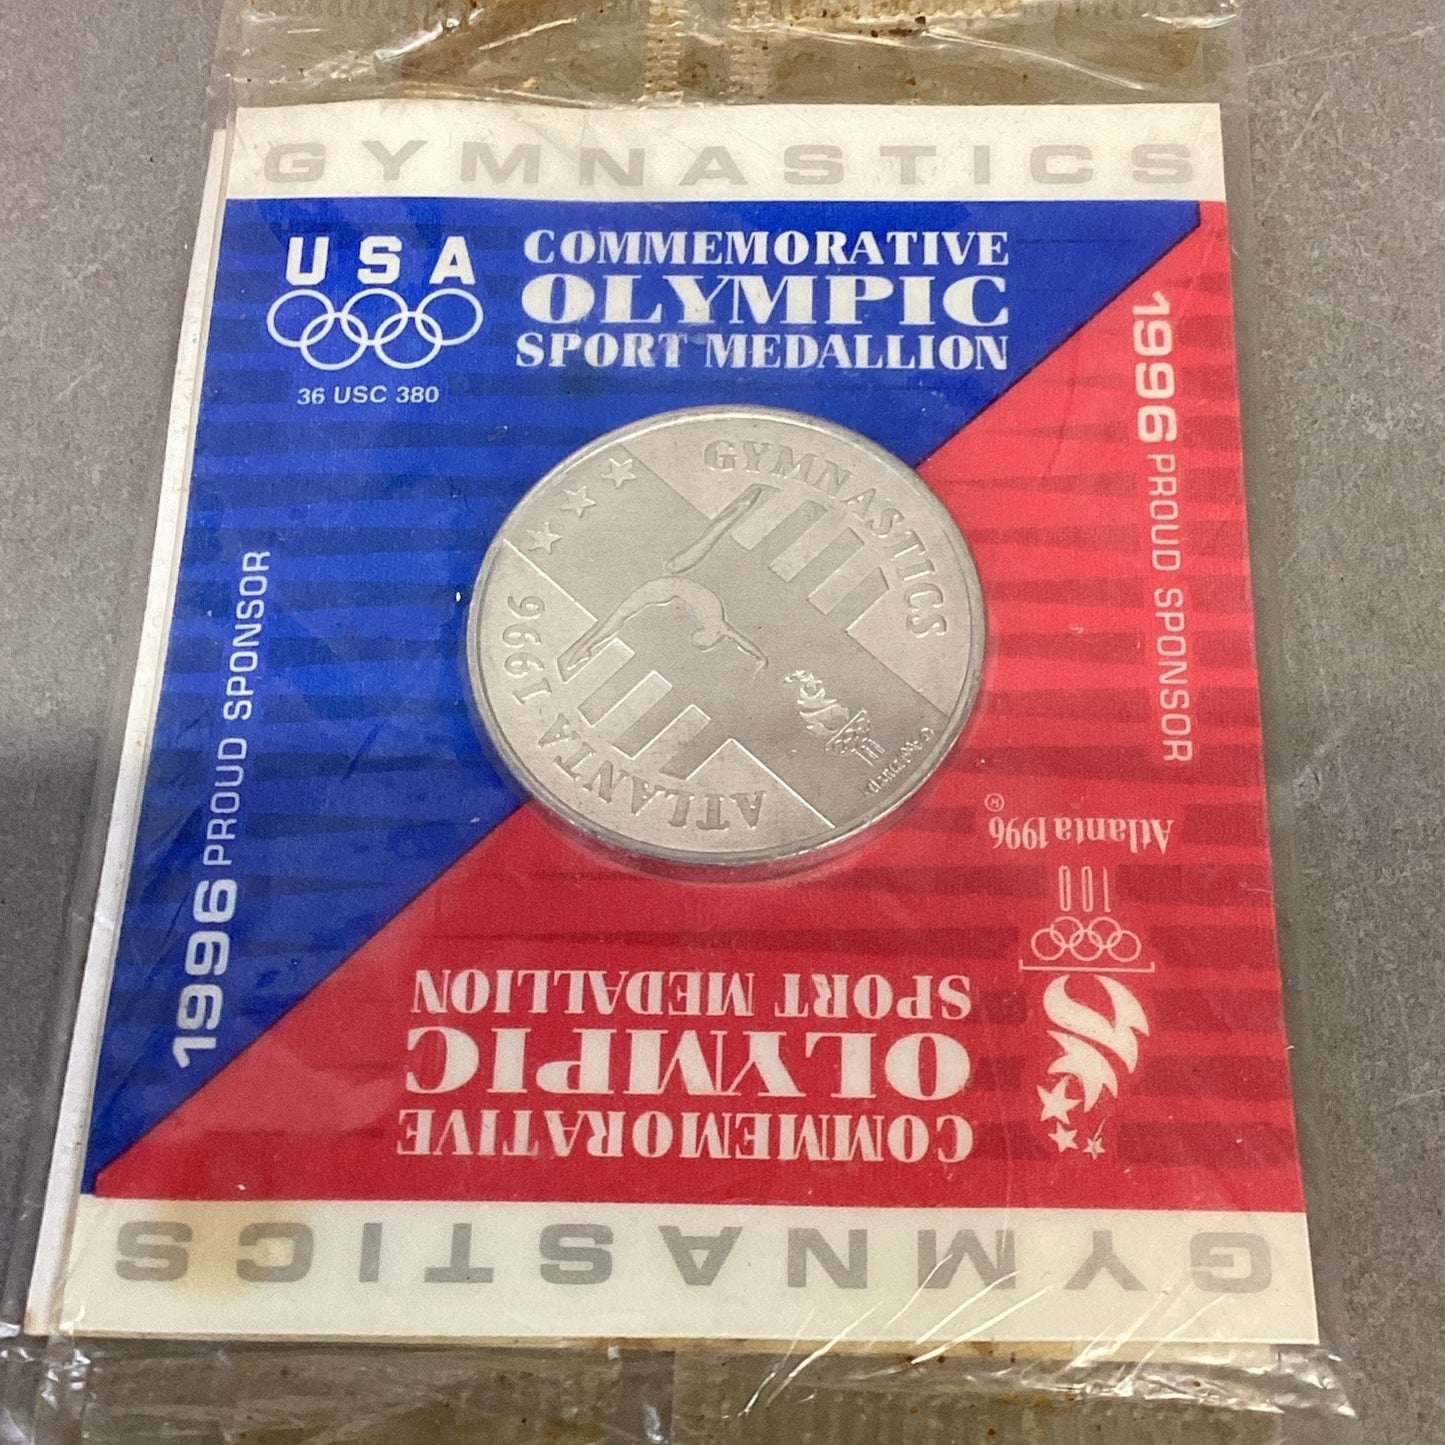 GYMNASTICS
USA
36 USC 380
COMMEMORATIVE
OLYMPIC
SPORT MEDALLION
1996 PROUD SPONSOR
1996 PROUD SPONSOR
GYMNASTICS
ATLANTA 1996
Atlanta 1996®
100
COMMEMORATIVE
OLYMPIC
SPORT MEDALLION
GYMNASTICS